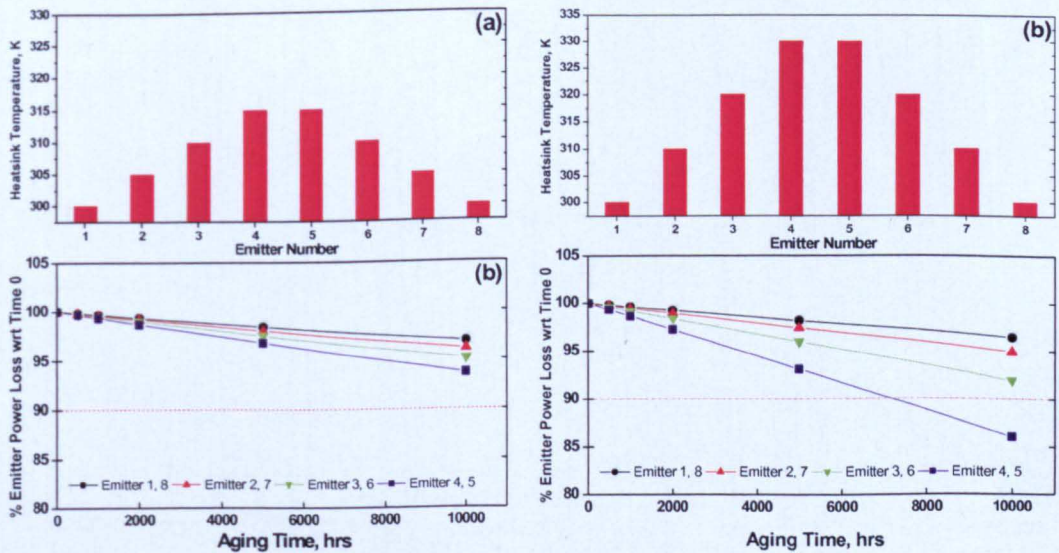 (a)
Heatsink Temperature, K
330
325
320
315
310
305
300
1 2 3 4 5 6 7 8
Emitter Number
(b)
Heatsink Temperature, K
335
330
325
320
315
310
305
300
1 2 3 4 5 6 7 8
Emitter Number
(b)
% Emitter Power Loss wrt Time 0
105
100
95
90
85
80
Emitter 1, 8 Emitter 2, 7 Emitter 3, 6 Emitter 4, 5
0 2000 4000 6000 8000 10000
Aging Time, hrs
% Emitter Power Loss wrt Time 0
105
100
95
90
85
80
Emitter 1, 8 Emitter 2, 7 Emitter 3, 6 Emitter 4, 5
0 2000 4000 6000 8000 10000
Aging Time, hrs